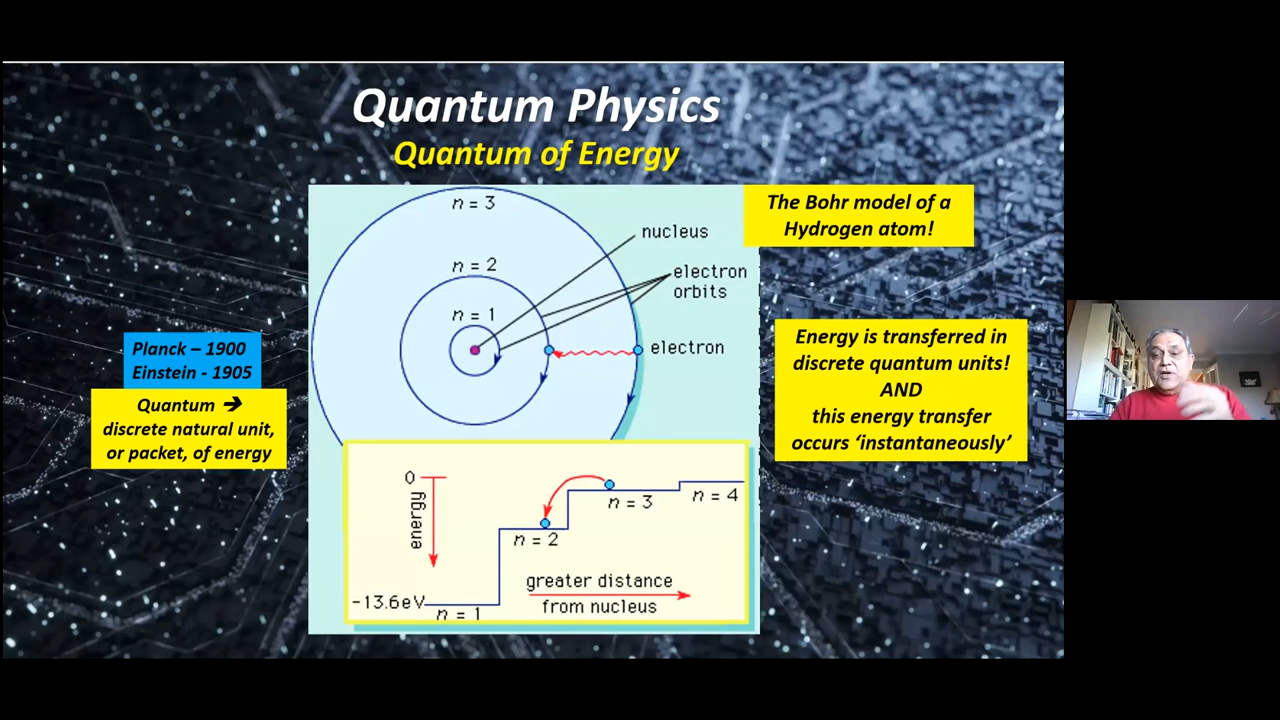 Quantum Physics
Quantum of Energy
The Bohr model of a
Hydrogen atom!
n = 3
nucleus
n = 2
electron
orbits
n = 1
electron
Planck – 1900
Einstein - 1905
Quantum ➔
discrete natural unit,
or packet, of energy
Energy is transferred in
discrete quantum units!
AND
this energy transfer
occurs ‘instantaneously’
0
energy
n = 4
n = 3
n = 2
greater distance
from nucleus
-13.6eV
n = 1